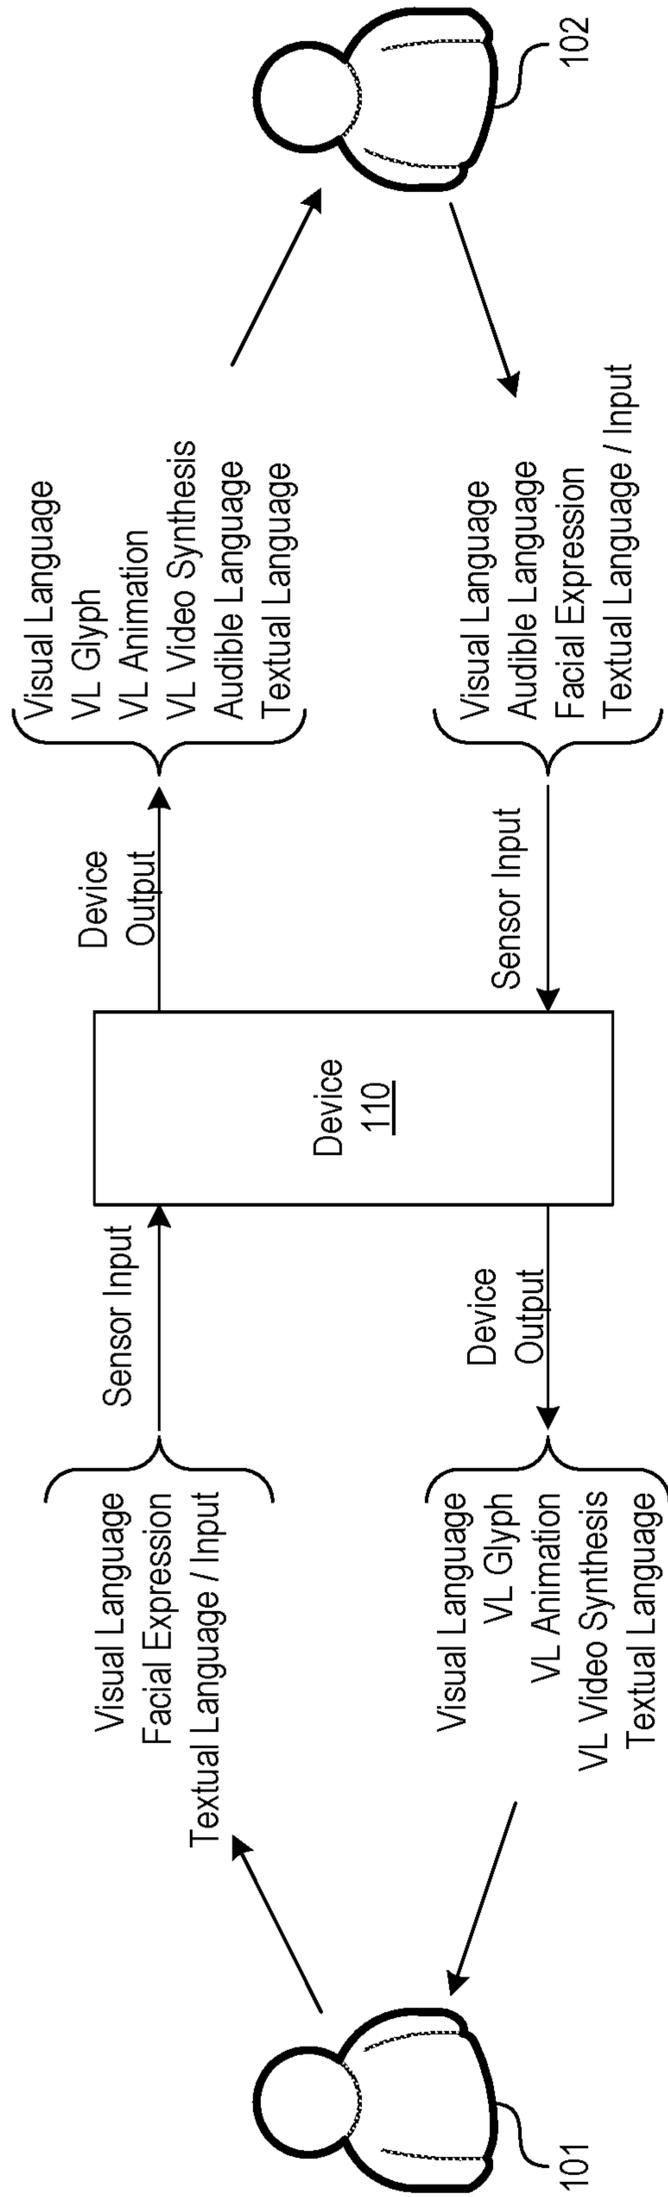 Visual Language
Facial Expression
Textual Language / Input
Sensor Input
Device
Output
Visual Language
VL Glyph
VL Animation
VL Video Synthesis
Audible Language
Textual Language
Device
110
Visual Language
VL Glyph
VL Animation
VL Video Synthesis
Textual Language
Device
Output
Sensor Input
Visual Language
Audible Language
Facial Expression
Textual Language / Input
101
102